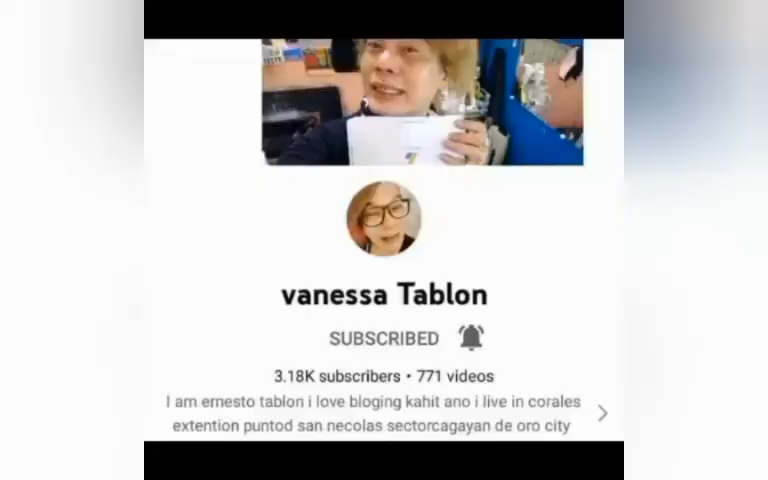 vanessa Tablon
SUBSCRIBED
3.18K subscribers • 771 videos
I am ernesto tablon i love bloging kahit ano i live in corales
extention puntod san necolas sectorcagayan de oro city